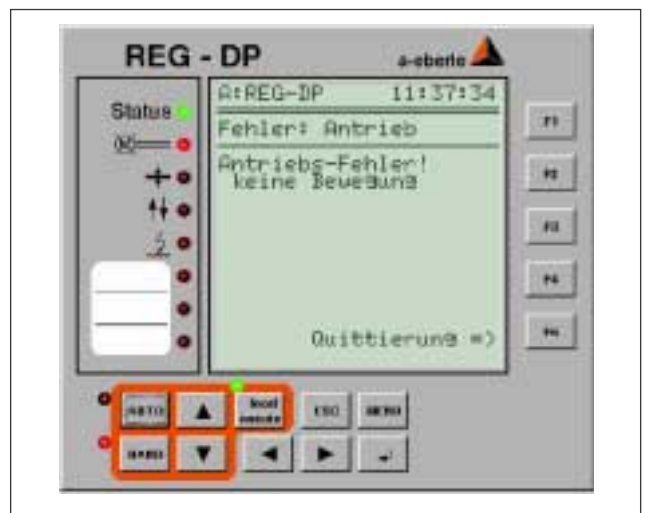 REG - DP
a-eberle
A:REG-DP 11:37:34
Status
Fehler: Antrieb
Antriebs-Fehler!
keine Bewegung
Quittierung =>
F1
F2
F3
F4
F5
AUTO
local
remote
ESC
MENU
HAND